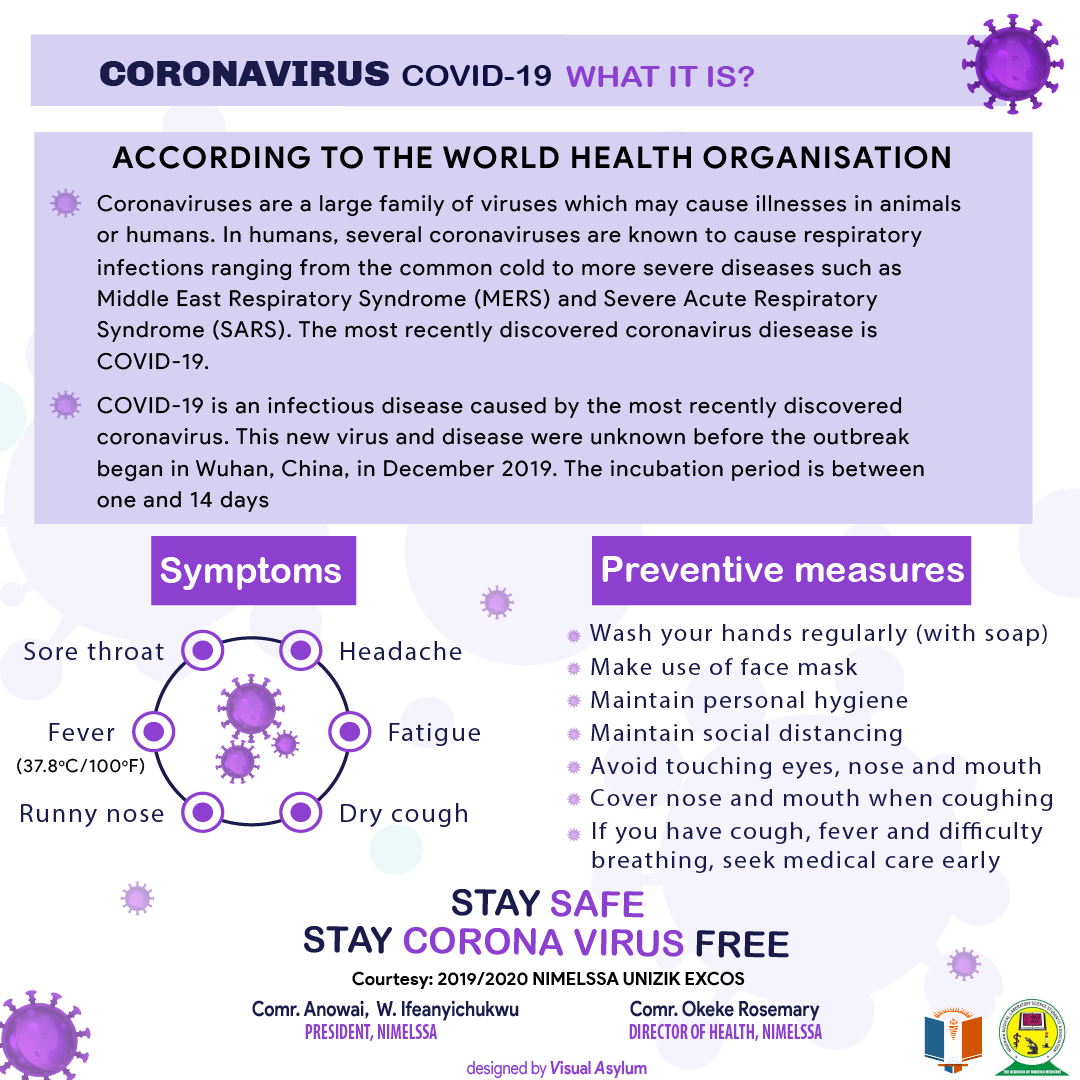 CORONAVIRUS COVID-19 WHAT IT IS?
ACCORDING TO THE WORLD HEALTH ORGANISATION
Coronaviruses are a large family of viruses which may cause illnesses in animals
or humans. In humans, several coronaviruses are known to cause respiratory
infections ranging from the common cold to more severe diseases such as
Middle East Respiratory Syndrome (MERS) and Severe Acute Respiratory
Syndrome (SARS). The most recently discovered coronavirus diesease is
COVID-19.
COVID-19 is an infectious disease caused by the most recently discovered
coronavirus. This new virus and disease were unknown before the outbreak
began in Wuhan, China, in December 2019. The incubation period is between
one and 14 days
Symptoms
Sore throat
Headache
Fever
(37.8ºC/100ºF)
Fatigue
Runny nose
Dry cough
Preventive measures
Wash your hands regularly (with soap)
Make use of face mask
Maintain personal hygiene
Maintain social distancing
Avoid touching eyes, nose and mouth
Cover nose and mouth when coughing
If you have cough, fever and difficulty
breathing, seek medical care early
STAY SAFE
STAY CORONA VIRUS FREE
Courtesy: 2019/2020 NIMELSSA UNIZIK EXCOS
Comr. Anowai, W. Ifeanyichukwu
PRESIDENT, NIMELSSA
Comr. Okeke Rosemary
DIRECTOR OF HEALTH, NIMELSSA
designed by Visual Asylum